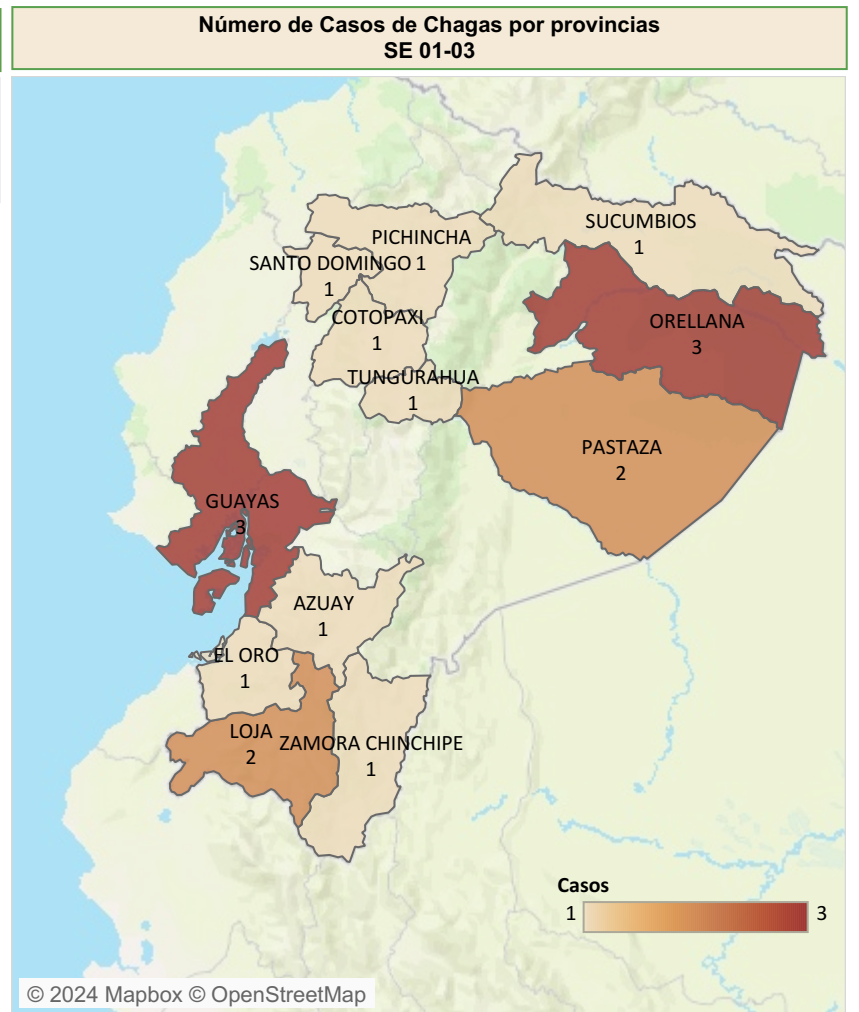 Número de Casos de Chagas por provincias
SE 01-03
SUCUMBIOS
1
PICHINCHA
1
SANTO DOMINGO
1
COTOPAXI
1
ORELLANA
3
TUNGURAHUA
1
PASTAZA
2
GUAYAS
3
AZUAY
1
EL ORO
1
LOJA
2
ZAMORA CHINCHIPE
1
Casos
1 3
© 2024 Mapbox © OpenStreetMap